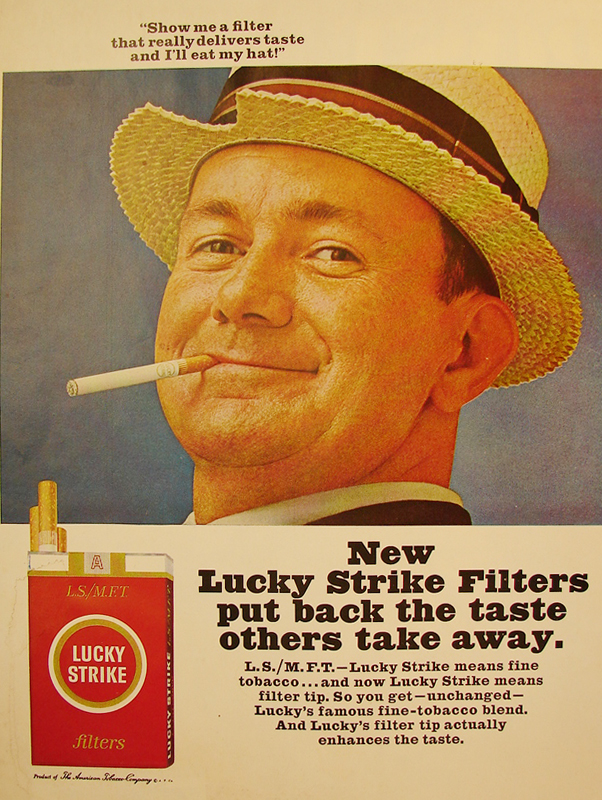 “Show me a filter
that really delivers taste
and I'll eat my hat!”
New
Lucky Strike Filters
put back the taste
others take away.
L.S./M.F.T.—Lucky Strike means fine
tobacco...and now Lucky Strike means
filter tip. So you get—unchanged—
Lucky's famous fine-tobacco blend.
And Lucky's filter tip actually
enhances the taste.
A
L.S./M.F.T.
LUCKY
STRIKE
filters
LUCKY STRIKE
Product of The American Tobacco Company